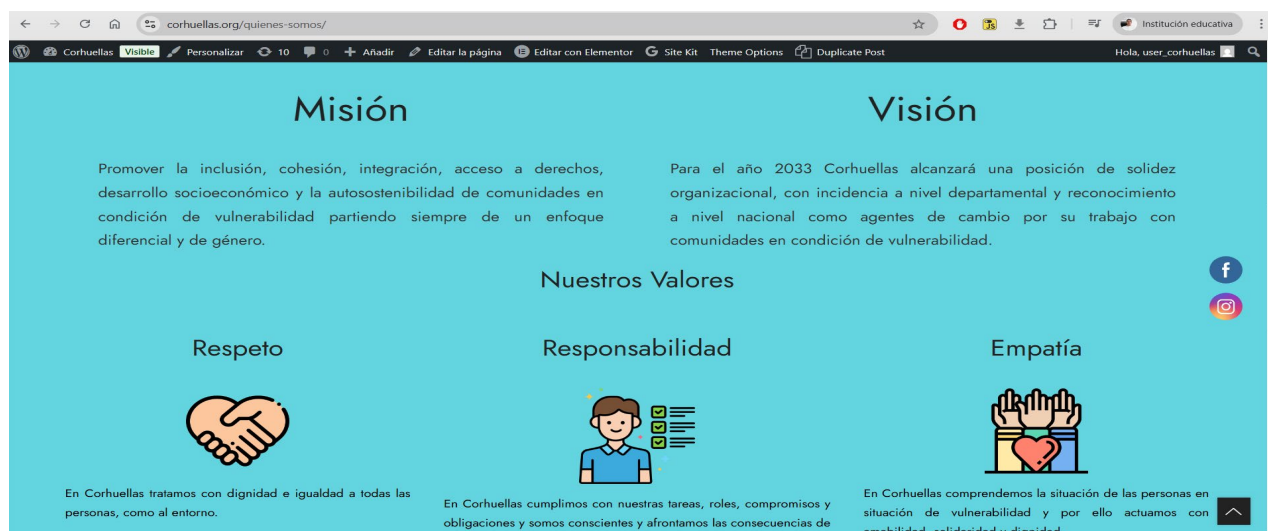 corhuellas.org/quienes-somos/
Institución educativa
Corhuellas Visible Personalizar 10 0 Añadir Editar la página Editar con Elementor Site Kit Theme Options Duplicate Post Hola, user_corhuellas
Misión
Promover la inclusión, cohesión, integración, acceso a derechos,
desarrollo socioeconómico y la autosostenibilidad de comunidades en
condición de vulnerabilidad partiendo siempre de un enfoque
diferencial y de género.
Visión
Para el año 2033 Corhuellas alcanzará una posición de solidez
organizacional, con incidencia a nivel departamental y reconocimiento
a nivel nacional como agentes de cambio por su trabajo con
comunidades en condición de vulnerabilidad.
Nuestros Valores
Respeto
En Corhuellas tratamos con dignidad e igualdad a todas las
personas, como al entorno.
Responsabilidad
En Corhuellas cumplimos con nuestras tareas, roles, compromisos y
obligaciones y somos conscientes y afrontamos las consecuencias de
Empatía
En Corhuellas comprendemos la situación de las personas en
situación de vulnerabilidad y por ello actuamos con
amabilidad, solidaridad y dignidad